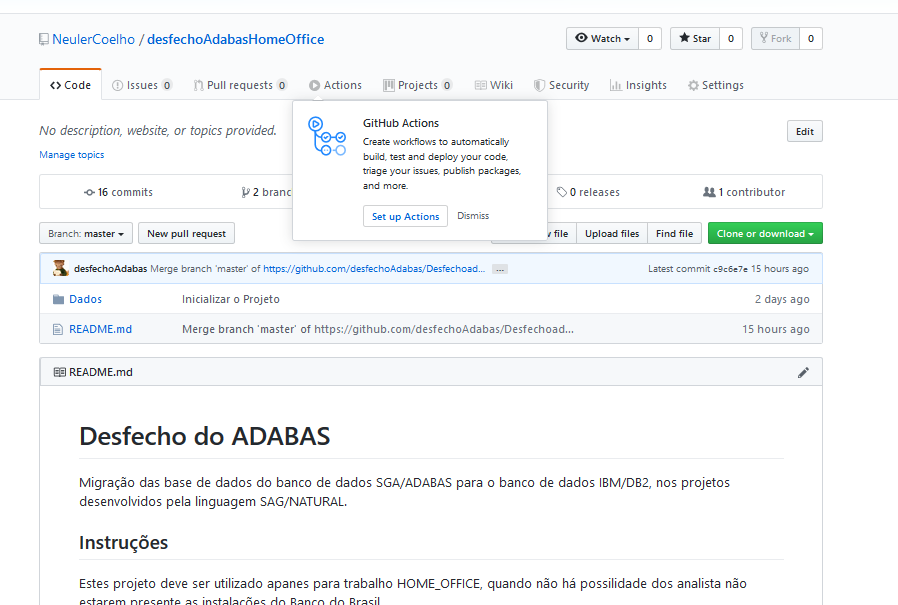 NeulerCoelho / desfechoAdabasHomeOffice
Watch 0 Star 0 Fork 0
Code Issues 0 Pull requests 0 Actions Projects 0 Wiki Security Insights Settings
No description, website, or topics provided.
Edit
Manage topics
GitHub Actions
Create workflows to automatically
build, test and deploy your code,
triage your issues, publish packages,
and more.
Set up Actions Dismiss
16 commits 2 branc 0 releases 1 contributor
Branch: master New pull request file Upload files Find file Clone or download
desfechoAdabas Merge branch 'master' of https://github.com/desfechoAdabas/Desfechoad... ... Latest commit c9c6e7e 15 hours ago
Dados Inicializar o Projeto 2 days ago
README.md Merge branch 'master' of https://github.com/desfechoAdabas/Desfechoad... 15 hours ago
README.md
Desfecho do ADABAS
Migração das base de dados do banco de dados SGA/ADABAS para o banco de dados IBM/DB2, nos projetos
desenvolvidos pela linguagem SAG/NATURAL.
Instruções
Estes projeto deve ser utilizado apanes para trabalho HOME_OFFICE, quando não há possilidade dos analista não
estarem presente as instalações do Banco do Brasil